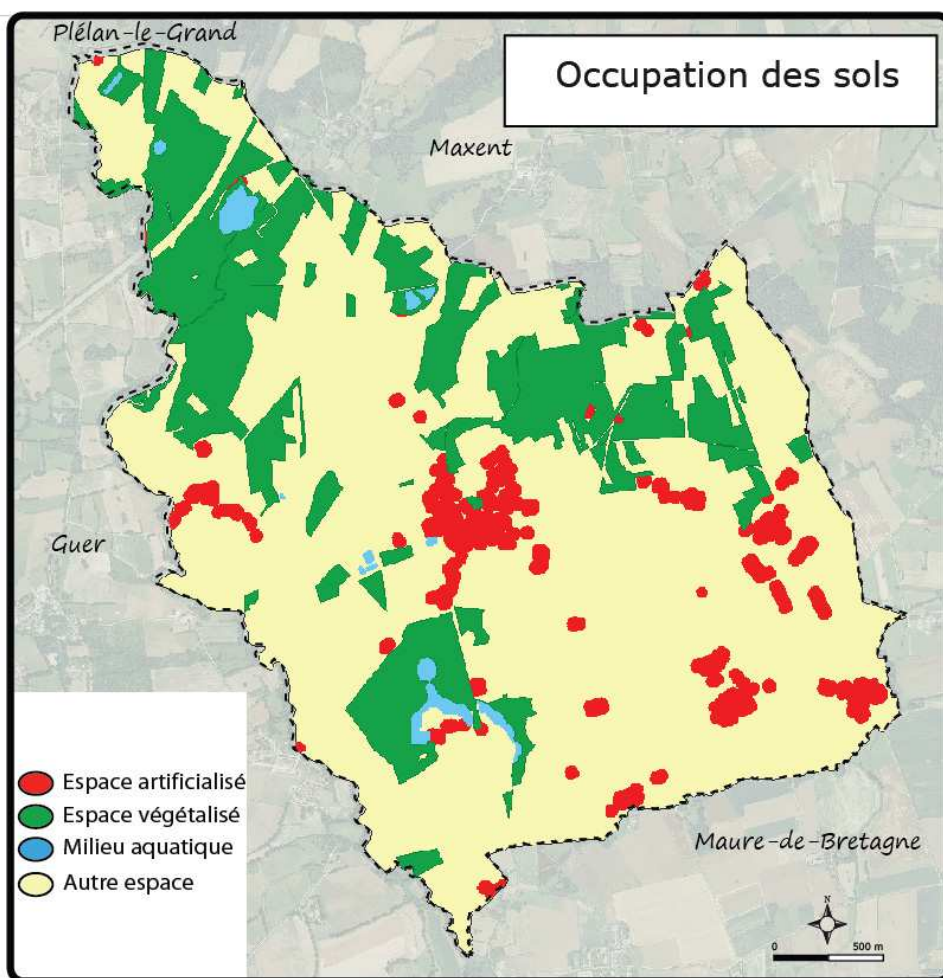 Plélan-le-Grand
Occupation des sols
Maxent
Guer
Espace artificialisé
Espace végétalisé
Milieu aquatique
Autre espace
Maure-de-Bretagne
N
0 500 m